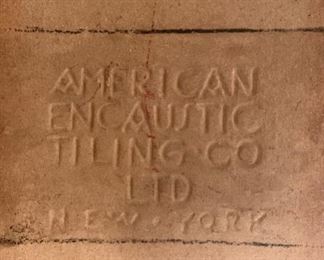 AMERICAN
ENCAUSTIC
TILING CO
LTD
NEW · YORK